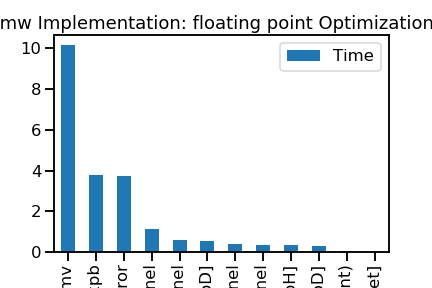 mw Implementation: floating point Optimization
Time
10
8
6
4
2
0
mv
pb
ror
nel
nel
oD]
nel
nel
oH]
oD]
nt)
et]